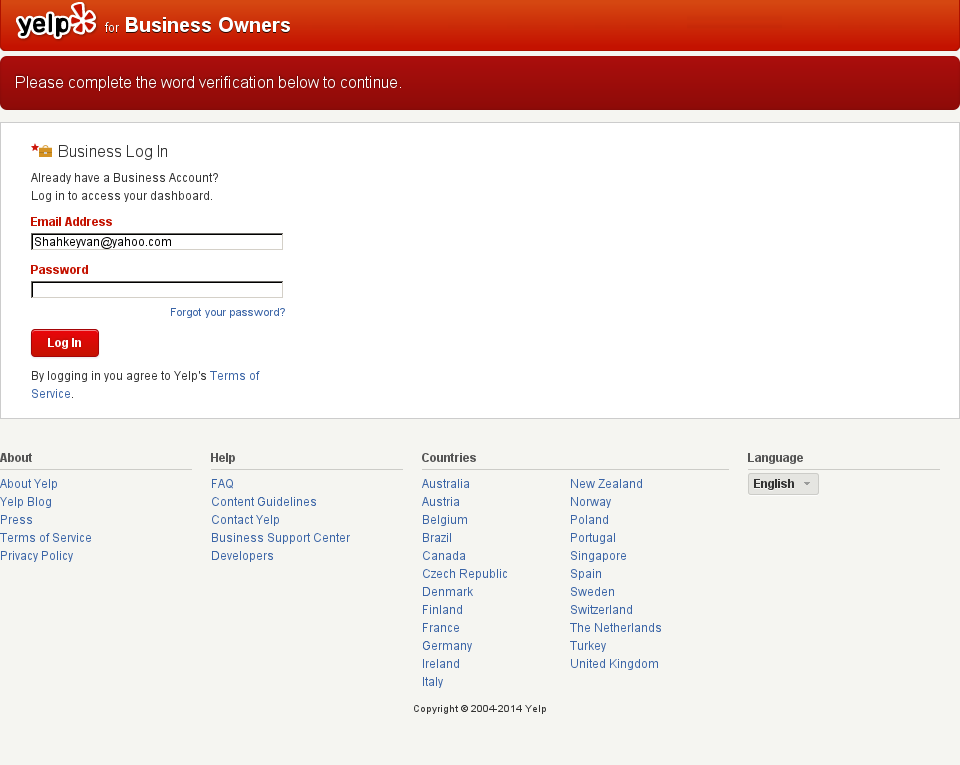 yelp for Business Owners
Please complete the word verification below to continue.
Business Log In
Already have a Business Account?
Log in to access your dashboard.
Email Address
Shahkeyvan@yahoo.com
Password
Forgot your password?
Log In
By logging in you agree to Yelp's Terms of
Service.
About
About Yelp
Yelp Blog
Press
Terms of Service
Privacy Policy
Help
FAQ
Content Guidelines
Contact Yelp
Business Support Center
Developers
Countries
Australia
Austria
Belgium
Brazil
Canada
Czech Republic
Denmark
Finland
France
Germany
Ireland
Italy
New Zealand
Norway
Poland
Portugal
Singapore
Spain
Sweden
Switzerland
The Netherlands
Turkey
United Kingdom
Language
English
Copyright © 2004-2014 Yelp